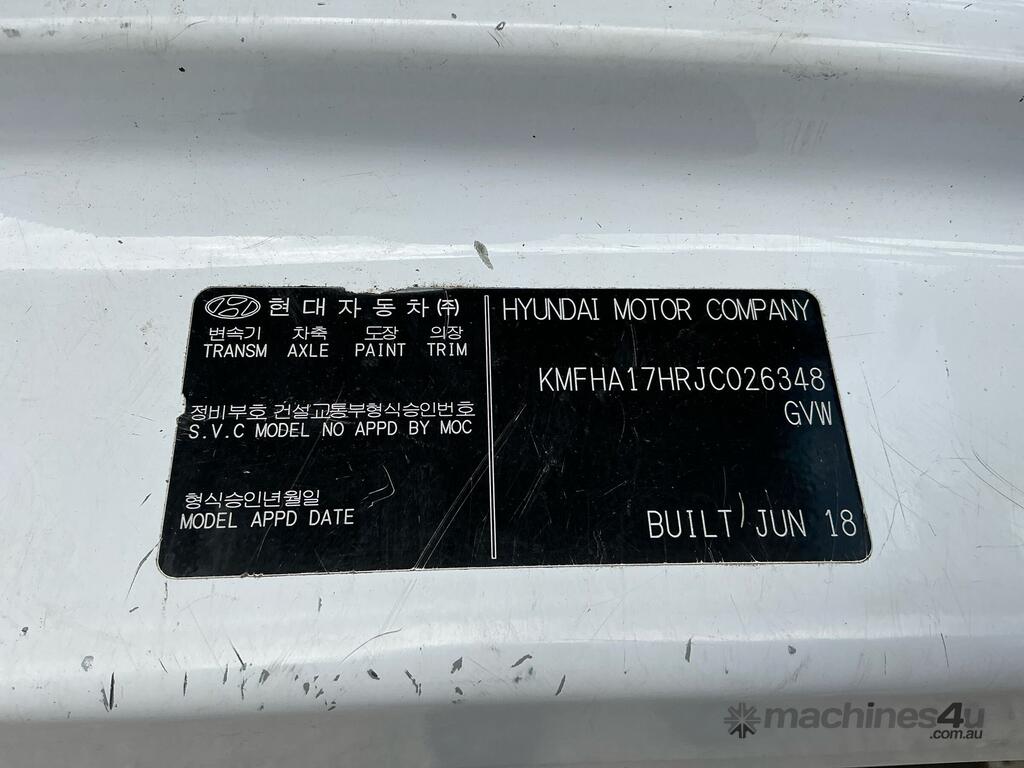 현대자동차(주)
변속기 차축 도장 의장
TRANSM AXLE PAINT TRIM
정비부호 건설교통부형식승인번호
S.V.C MODEL NO APPD BY MOC
형식승인년월일
MODEL APPD DATE
HYUNDAI MOTOR COMPANY
KMFHA17HRJC026348
GVW
BUILT JUN 18
machines4u
.com.au